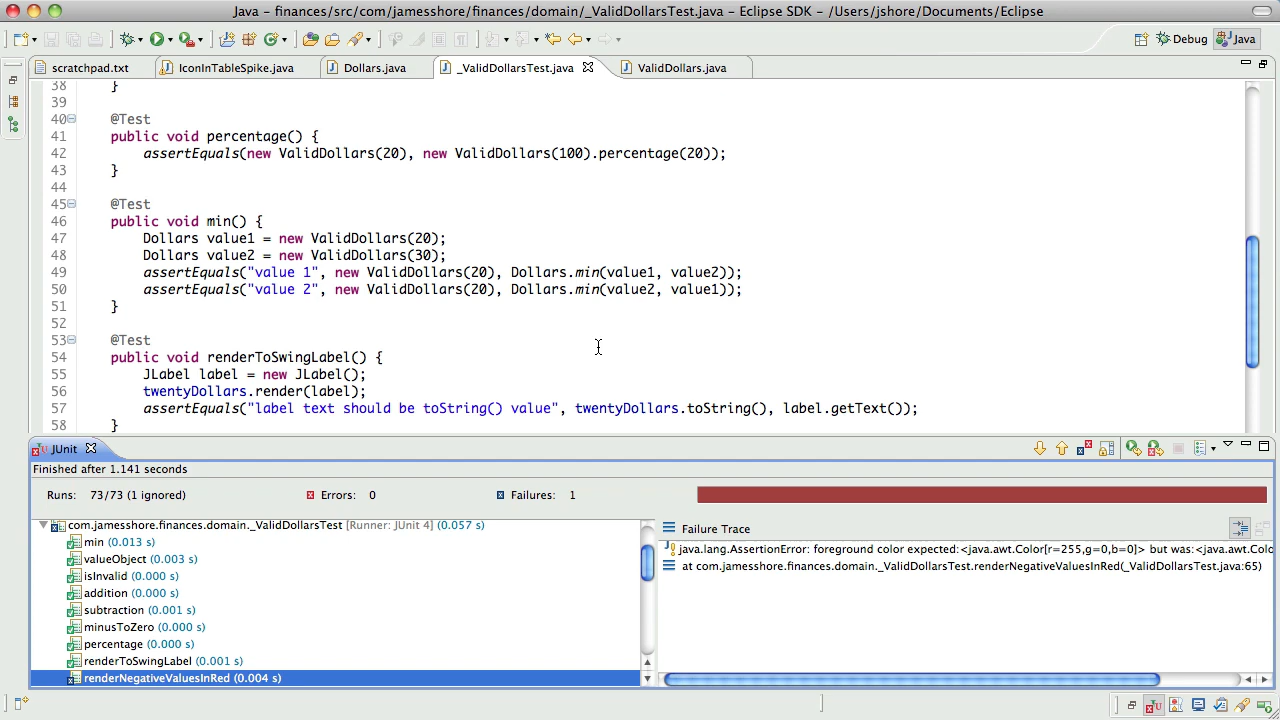 Java – finances/src/com/jamesshore/finances/domain/_ValidDollarsTest.java – Eclipse SDK – /Users/jshore/Documents/Eclipse
Debug Java
scratchpad.txt IconInTableSpike.java Dollars.java _ValidDollarsTest.java ValidDollars.java
38 }
39
40 @Test
41 public void percentage() {
42 assertEquals(new ValidDollars(20), new ValidDollars(100).percentage(20));
43 }
44
45 @Test
46 public void min() {
47 Dollars value1 = new ValidDollars(20);
48 Dollars value2 = new ValidDollars(30);
49 assertEquals("value 1", new ValidDollars(20), Dollars.min(value1, value2));
50 assertEquals("value 2", new ValidDollars(20), Dollars.min(value2, value1));
51 }
52
53 @Test
54 public void renderToSwingLabel() {
55 JLabel label = new JLabel();
56 twentyDollars.render(label);
57 assertEquals("label text should be toString() value", twentyDollars.toString(), label.getText());
58 }
JUnit
Finished after 1.141 seconds
Runs: 73/73 (1 ignored) Errors: 0 Failures: 1
com.jamesshore.finances.domain._ValidDollarsTest [Runner: JUnit 4] (0.057 s)
min (0.013 s)
valueObject (0.003 s)
isInvalid (0.000 s)
addition (0.000 s)
subtraction (0.001 s)
minusToZero (0.000 s)
percentage (0.000 s)
renderToSwingLabel (0.001 s)
renderNegativeValuesInRed (0.004 s)
Failure Trace
java.lang.AssertionError: foreground color expected:<java.awt.Color[r=255,g=0,b=0]> but was:<java.awt.Colo
at com.jamesshore.finances.domain._ValidDollarsTest.renderNegativeValuesInRed(_ValidDollarsTest.java:65)